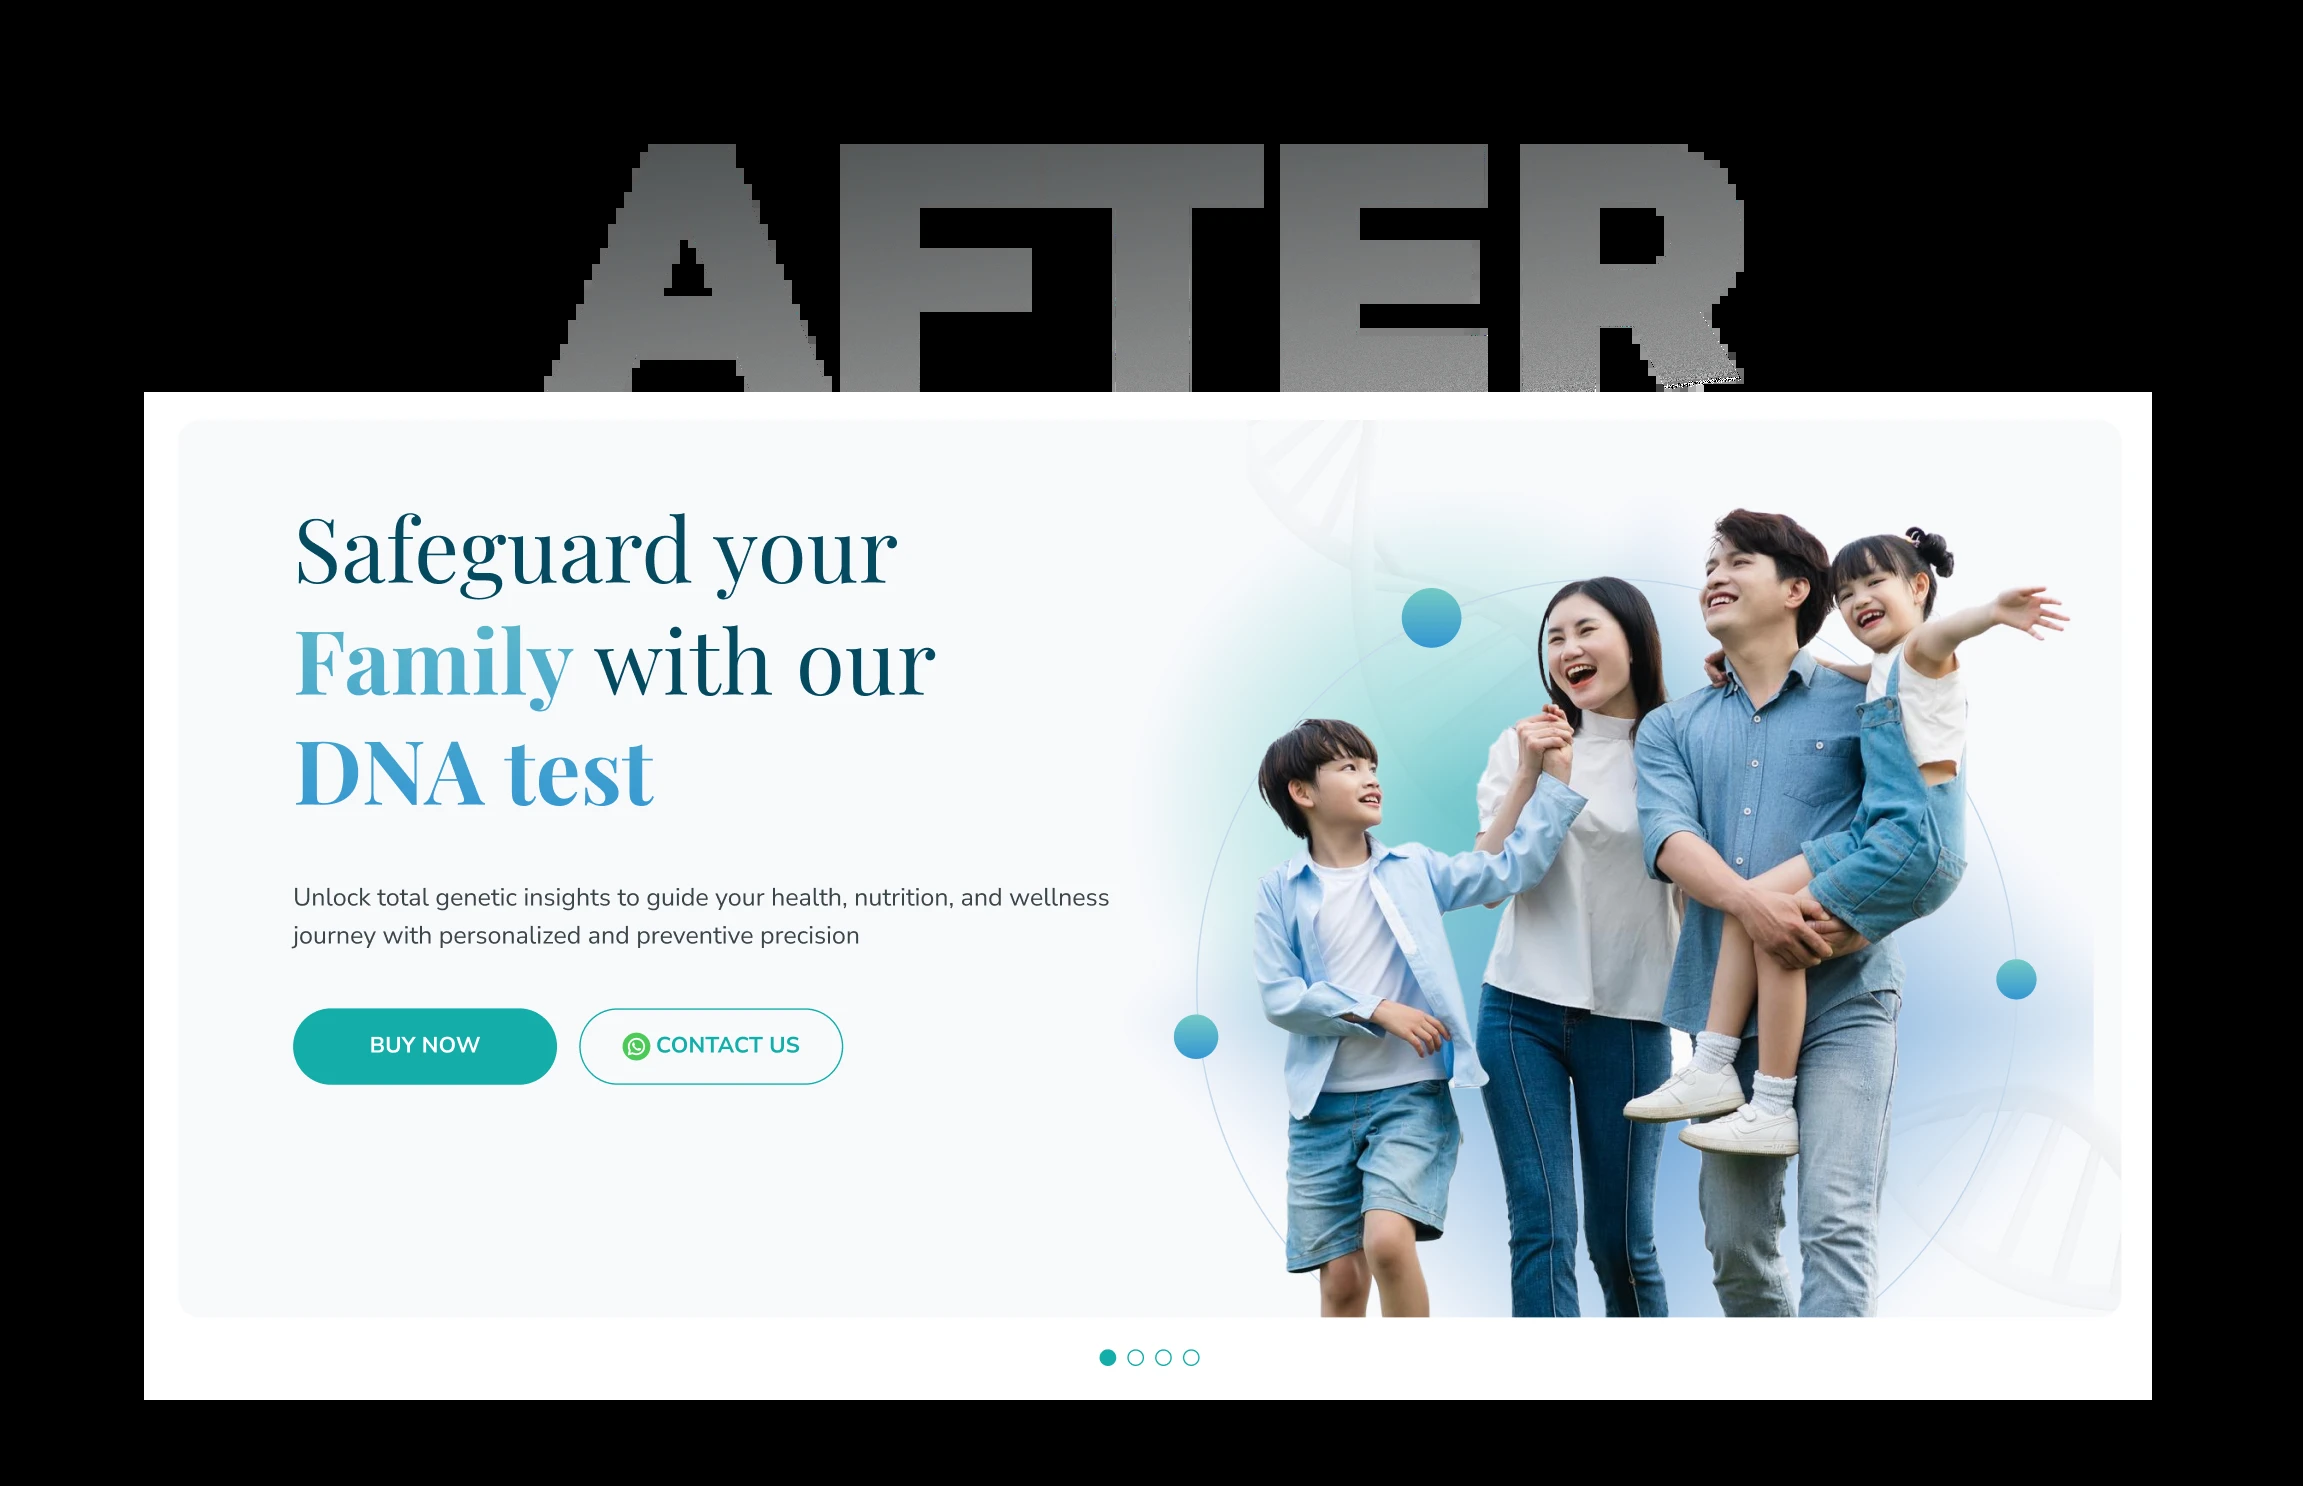 AFTER
Safeguard your
Family with our
DNA test
Unlock total genetic insights to guide your health, nutrition, and wellness
journey with personalized and preventive precision
BUY NOW
CONTACT US